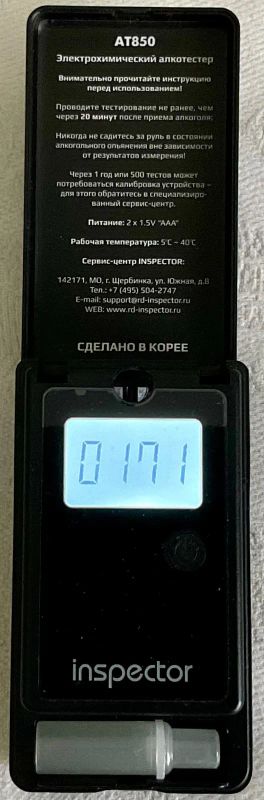 AT850
Электрохимический алкотестер
Внимательно прочитайте инструкцию
перед использованием!
Проводите тестирование не ранее, чем
через 20 минут после приема алкоголя;
Никогда не садитесь за руль в состоянии
алкогольного опьянения вне зависимости
от результатов измерения!
Через 1 год или 500 тестов может
потребоваться калибровка устройства –
для этого обратитесь в специализиро-
ванный сервис-центр.
Питание: 2 x 1.5V "AAA"
Рабочая температура: 5℃ – 40℃
Сервис-центр INSPECTOR:
142171, МО, г. Щербинка, ул. Южная, д.8
Тел.: +7 (495) 504-2747
E-mail: support@rd-inspector.ru
WEB: www.rd-inspector.ru
СДЕЛАНО В КОРЕЕ
0171
inspector